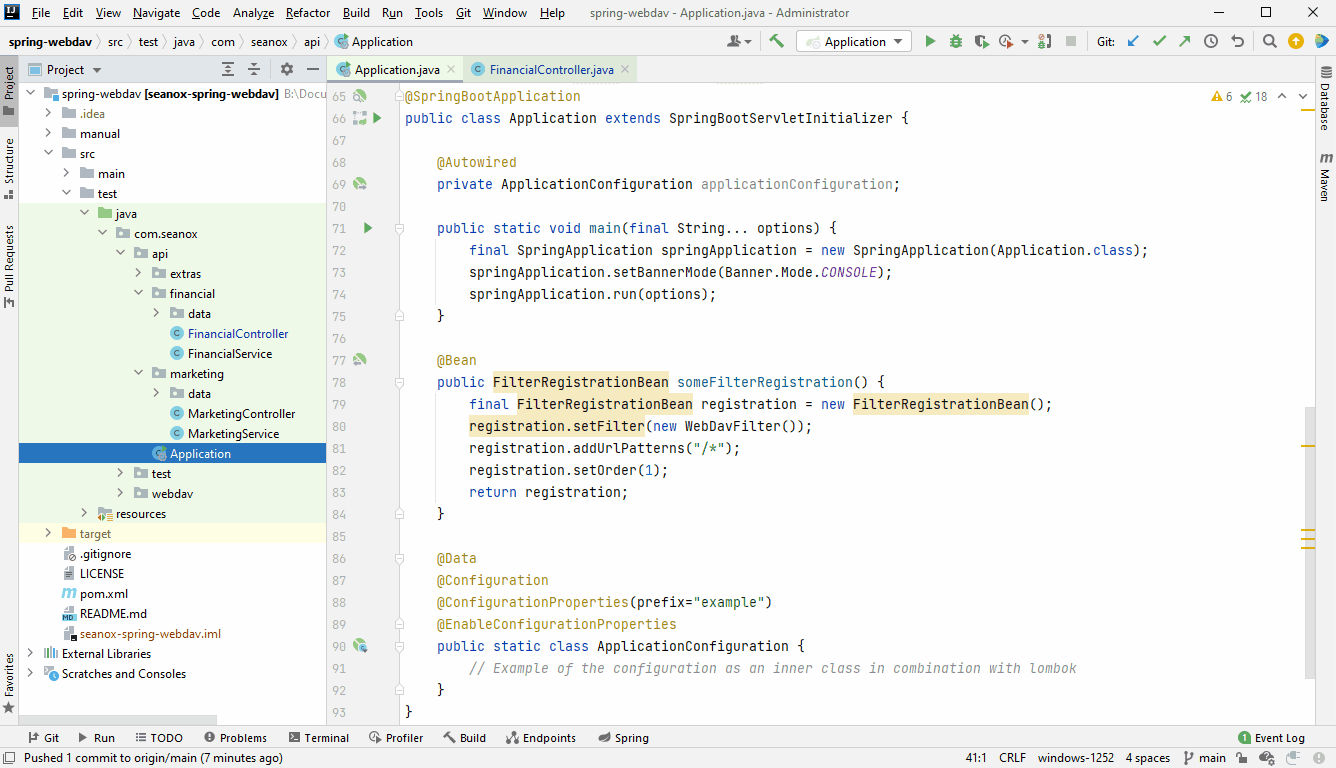 File Edit View Navigate Code Analyze Refactor Build Run Tools Git Window Help spring-webdav - Application.java - Administrator
spring-webdav src test java com seanox api Application Application Git:
Project Application.java FinancialController.java
Project
Structure
Pull Requests
Favorites
spring-webdav [seanox-spring-webdav] B:\Docu
.idea
manual
src
main
test
java
com.seanox
api
extras
financial
data
FinancialController
FinancialService
marketing
data
MarketingController
MarketingService
Application
test
webdav
resources
target
.gitignore
LICENSE
pom.xml
README.md
seanox-spring-webdav.iml
External Libraries
Scratches and Consoles
6 18
65 @SpringBootApplication
66 public class Application extends SpringBootServletInitializer {
67
68 @Autowired
69 private ApplicationConfiguration applicationConfiguration;
70
71 public static void main(final String... options) {
72 final SpringApplication springApplication = new SpringApplication(Application.class);
73 springApplication.setBannerMode(Banner.Mode.CONSOLE);
74 springApplication.run(options);
75 }
76
77 @Bean
78 public FilterRegistrationBean someFilterRegistration() {
79 final FilterRegistrationBean registration = new FilterRegistrationBean();
80 registration.setFilter(new WebDavFilter());
81 registration.addUrlPatterns("/*");
82 registration.setOrder(1);
83 return registration;
84 }
85
86 @Data
87 @Configuration
88 @ConfigurationProperties(prefix="example")
89 @EnableConfigurationProperties
90 public static class ApplicationConfiguration {
91 // Example of the configuration as an inner class in combination with lombok
92 }
93 }
Database
Maven
Git Run TODO Problems Terminal Profiler Build Endpoints Spring 1 Event Log
Pushed 1 commit to origin/main (7 minutes ago) 41:1 CRLF windows-1252 4 spaces main